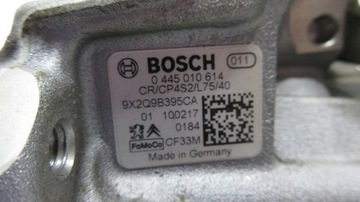 BOSCH 011
0 445 010 614
CR/CP4S2/L75/40
9X2Q9B395CA
01 100217
0184
FoMoCo CF33M
Made in Germany